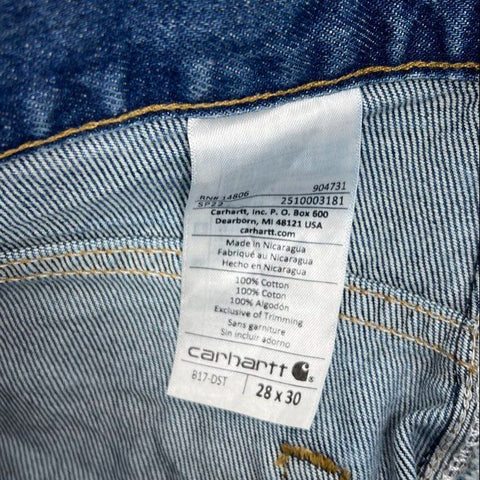 RN# 14806 904731
SP22 2510003181
Carhartt, Inc. P. O. Box 600
Dearborn, MI 48121 USA
carhartt.com
Made in Nicaragua
Fabriqué au Nicaragua
Hecho en Nicaragua
100% Cotton
100% Coton
100% Algodón
Exclusive of Trimming
Sans garniture
Sin incluir adorno
carhartt
B17-DST 28 x 30